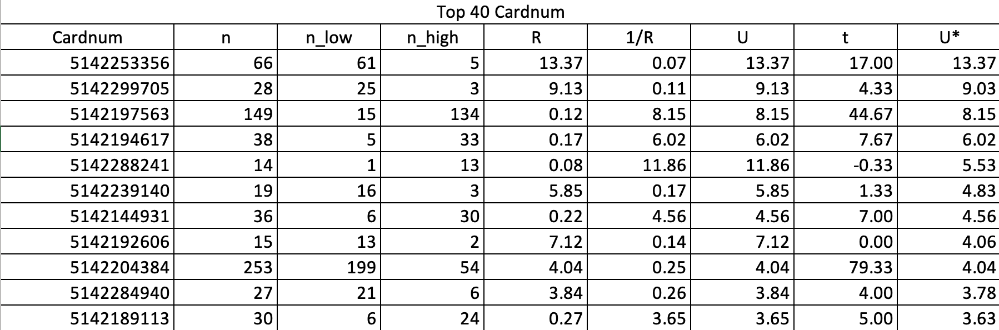 Top 40 Cardnum
Cardnum n n_low n_high R 1/R U t U*
5142253356 66 61 5 13.37 0.07 13.37 17.00 13.37
5142299705 28 25 3 9.13 0.11 9.13 4.33 9.03
5142197563 149 15 134 0.12 8.15 8.15 44.67 8.15
5142194617 38 5 33 0.17 6.02 6.02 7.67 6.02
5142288241 14 1 13 0.08 11.86 11.86 -0.33 5.53
5142239140 19 16 3 5.85 0.17 5.85 1.33 4.83
5142144931 36 6 30 0.22 4.56 4.56 7.00 4.56
5142192606 15 13 2 7.12 0.14 7.12 0.00 4.06
5142204384 253 199 54 4.04 0.25 4.04 79.33 4.04
5142284940 27 21 6 3.84 0.26 3.84 4.00 3.78
5142189113 30 6 24 0.27 3.65 3.65 5.00 3.63